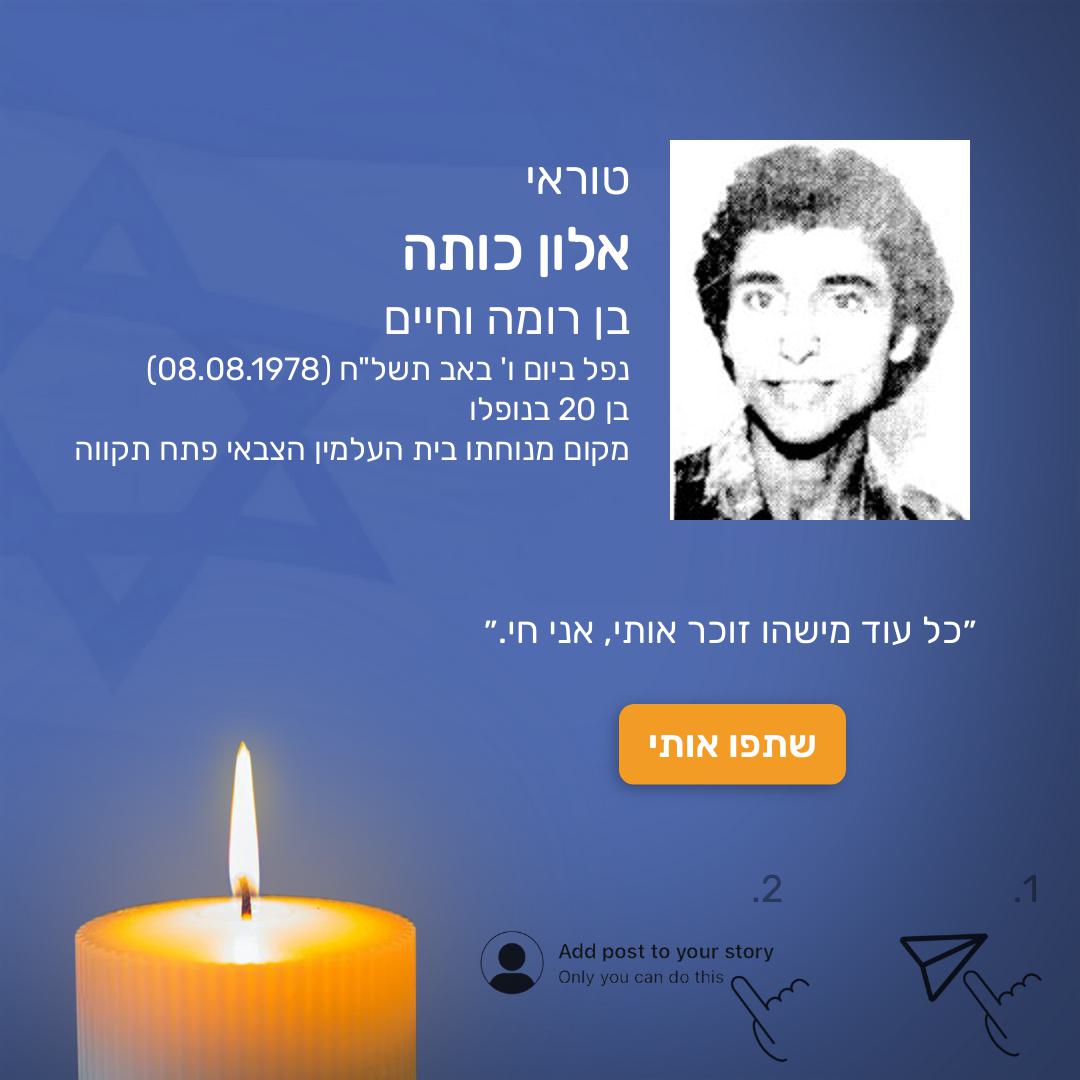 טוראי
אלון כותה
בן רומה וחיים
נפל ביום ו' באב תשל"ח (08.08.1978)
בן 20 בנופלו
מקום מנוחתו בית העלמין הצבאי פתח תקווה
״כל עוד מישהו זוכר אותי, אני חי.״
שתפו אותי
.1
.2
Add post to your story
Only you can do this